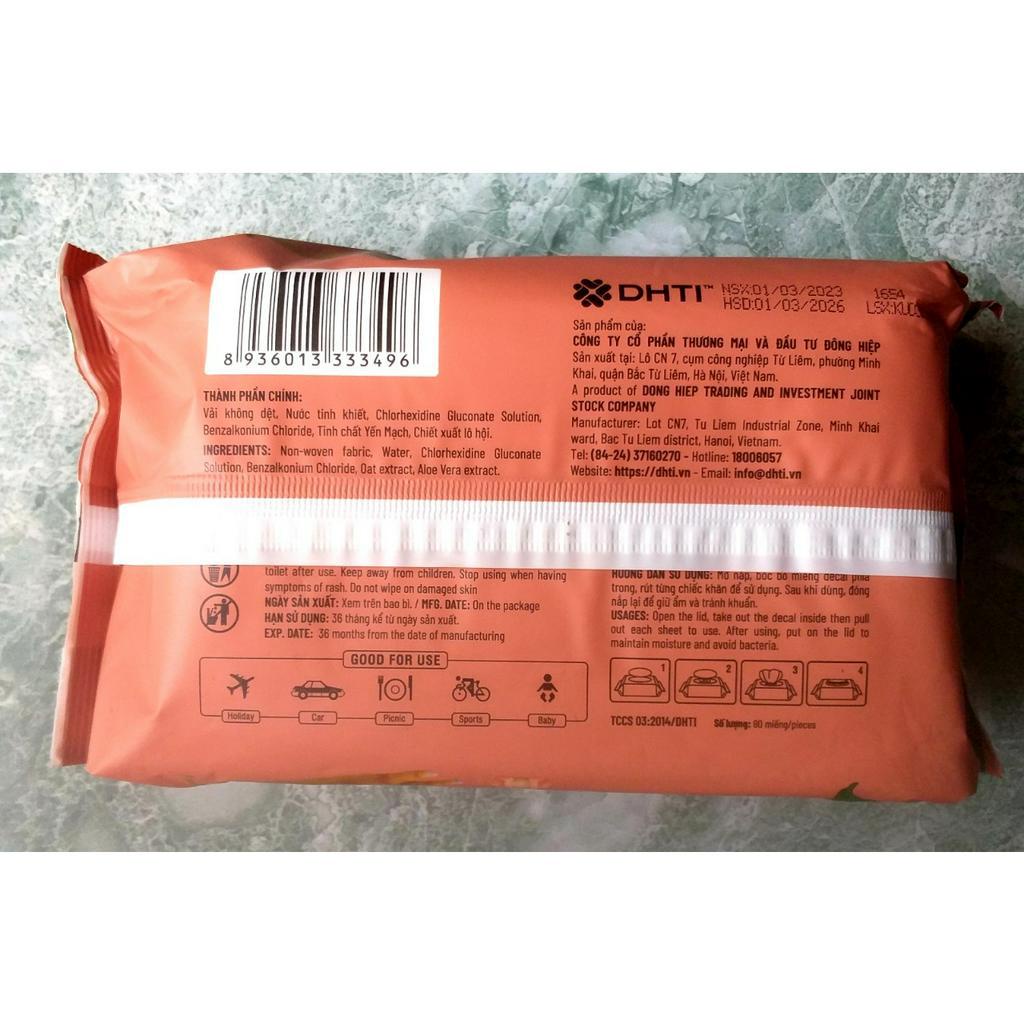 8 936013 333496
THÀNH PHẦN CHÍNH:
Vải không dệt, Nước tinh khiết, Chlorhexidine Gluconate Solution,
Benzalkonium Chloride, Tinh chất Yến Mạch, Chiết xuất lô hội.
INGREDIENTS: Non-woven fabric, Water, Chlorhexidine Gluconate
Solution, Benzalkonium Chloride, Oat extract, Aloe Vera extract.
DHTI™
NSX:01/03/2023 1654
HSD:01/03/2026
Sản phẩm của:
CÔNG TY CỔ PHẦN THƯƠNG MẠI VÀ ĐẦU TƯ ĐÔNG HIỆP
Sản xuất tại: Lô CN 7, cụm công nghiệp Từ Liêm, phường Minh
Khai, quận Bắc Từ Liêm, Hà Nội, Việt Nam.
A product of DONG HIEP TRADING AND INVESTMENT JOINT
STOCK COMPANY
Manufacturer: Lot CN7, Tu Liem Industrial Zone, Minh Khai
ward, Bac Tu Liem district, Hanoi, Vietnam.
Tel: (84-24) 37160270 - Hotline: 18006057
Website: https://dhti.vn - Email: info@dhti.vn
toilet after use. Keep away from children. Stop using when having
symptoms of rash. Do not wipe on damaged skin
NGÀY SẢN XUẤT: Xem trên bao bì. / MFG. DATE: On the package
HẠN SỬ DỤNG: 36 tháng kể từ ngày sản xuất.
EXP. DATE: 36 months from the date of manufacturing
GOOD FOR USE
Holiday
Car
Picnic
Sports
Baby
HƯỚNG DẪN SỬ DỤNG: Mở nắp, bóc bỏ miếng decal phía
trong, rút từng chiếc khăn để sử dụng. Sau khi dùng, đóng
nắp lại để giữ ẩm và tránh khuẩn.
USAGES: Open the lid, take out the decal inside then pull
out each sheet to use. After using, put on the lid to
maintain moisture and avoid bacteria.
1
2
3
4
TCCS 03:2014/DHTI Số lượng: 80 miếng/pieces